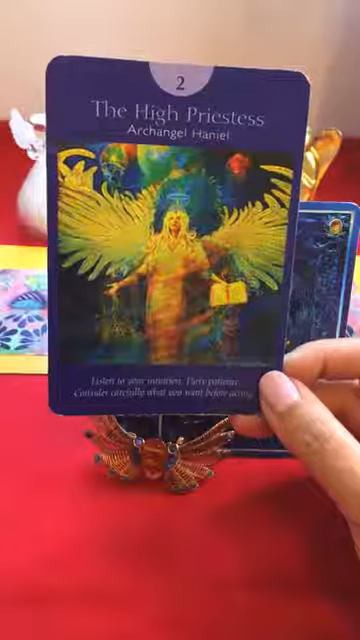 2
The High Priestess
Archangel Haniel
Listen to your intuition. Have patience.
Consider carefully what you want before acting.